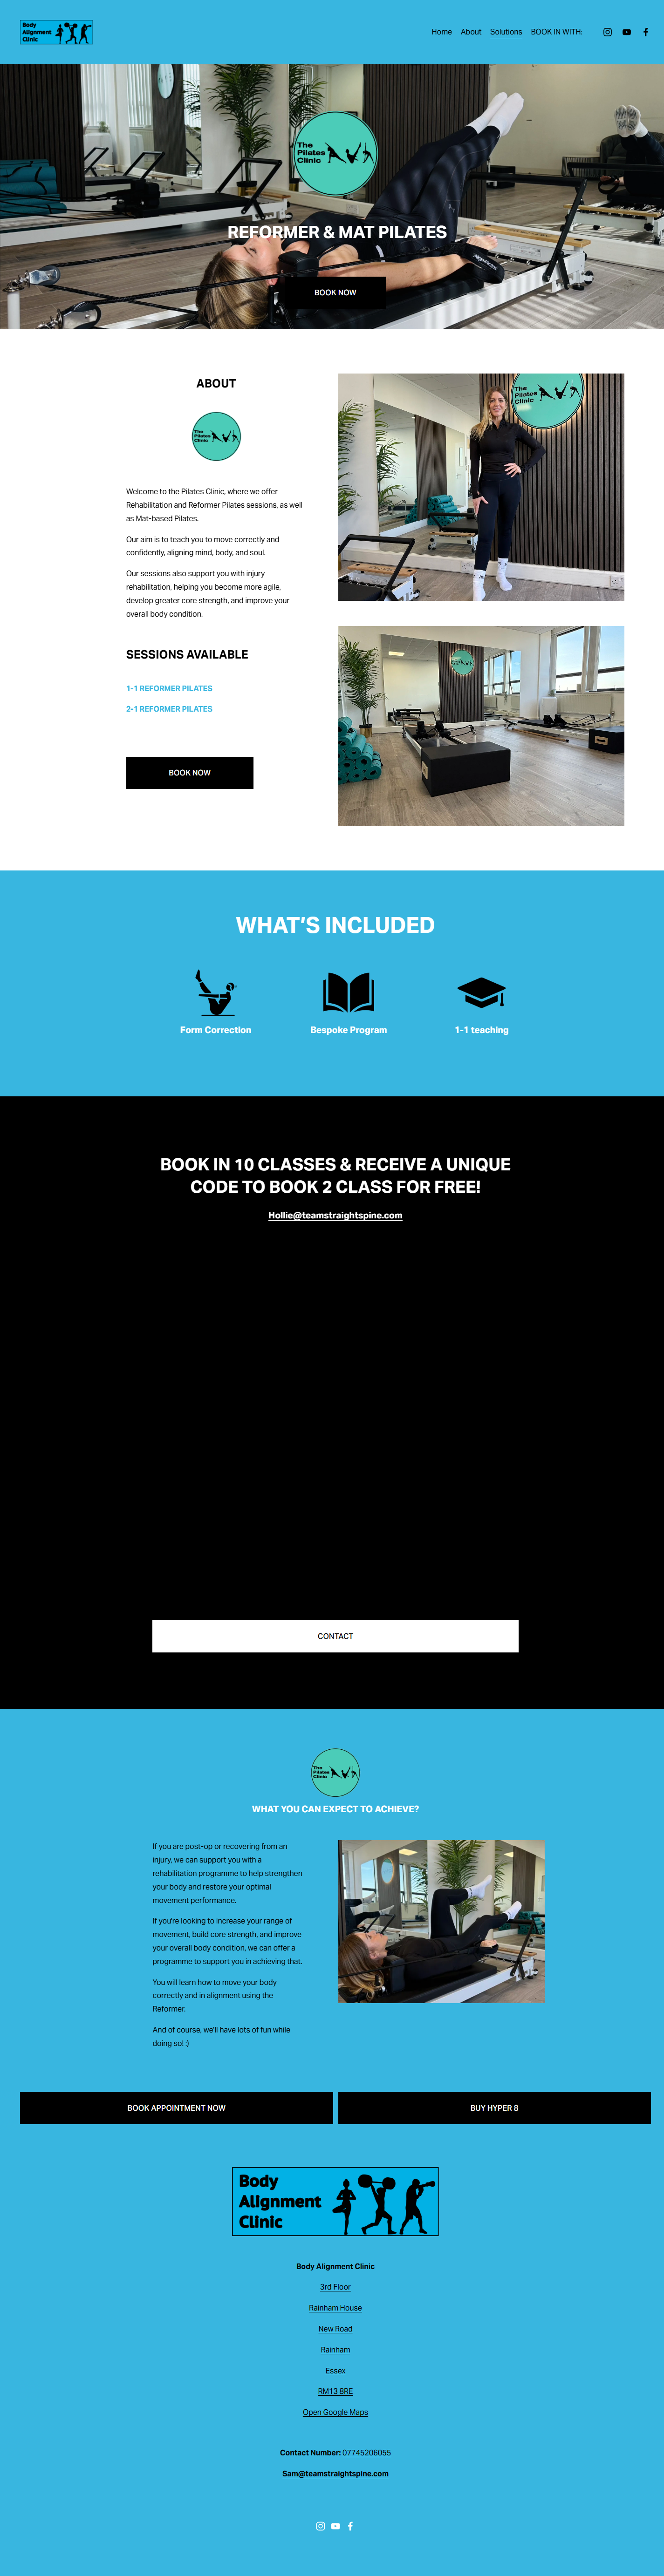 Body
Alignment
Clinic
Home About Solutions BOOK IN WITH:
The
Pilates
Clinic
REFORMER & MAT PILATES
BOOK NOW
ABOUT
The
Pilates
Clinic
Welcome to the Pilates Clinic, where we offer
Rehabilitation and Reformer Pilates sessions, as well
as Mat-based Pilates.
Our aim is to teach you to move correctly and
confidently, aligning mind, body, and soul.
Our sessions also support you with injury
rehabilitation, helping you become more agile,
develop greater core strength, and improve your
overall body condition.
SESSIONS AVAILABLE
1-1 REFORMER PILATES
2-1 REFORMER PILATES
BOOK NOW
The
Pilates
Clinic
WHAT'S INCLUDED
Form Correction
Bespoke Program
1-1 teaching
BOOK IN 10 CLASSES & RECEIVE A UNIQUE
CODE TO BOOK 2 CLASS FOR FREE!
Hollie@teamstraightspine.com
CONTACT
The
Pilates
Clinic
WHAT YOU CAN EXPECT TO ACHIEVE?
If you are post-op or recovering from an
injury, we can support you with a
rehabilitation programme to help strengthen
your body and restore your optimal
movement performance.
If you're looking to increase your range of
movement, build core strength, and improve
your overall body condition, we can offer a
programme to support you in achieving that.
You will learn how to move your body
correctly and in alignment using the
Reformer.
And of course, we'll have lots of fun while
doing so! :)
BOOK APPOINTMENT NOW
BUY HYPER 8
Body
Alignment
Clinic
Body Alignment Clinic
3rd Floor
Rainham House
New Road
Rainham
Essex
RM13 8RE
Open Google Maps
Contact Number: 07745206055
Sam@teamstraightspine.com